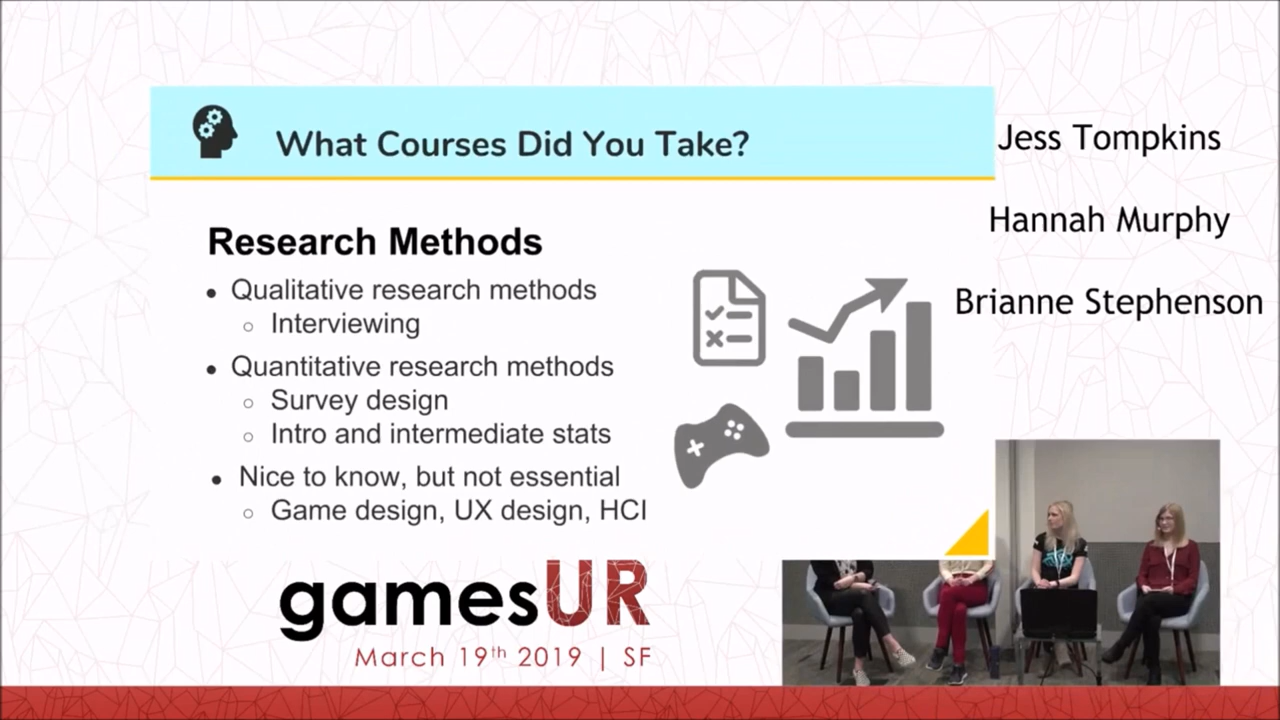 What Courses Did You Take?
Jess Tompkins
Hannah Murphy
Brianne Stephenson
Research Methods
• Qualitative research methods
○ Interviewing
• Quantitative research methods
○ Survey design
○ Intro and intermediate stats
• Nice to know, but not essential
○ Game design, UX design, HCI
gamesUR
March 19th 2019 | SF